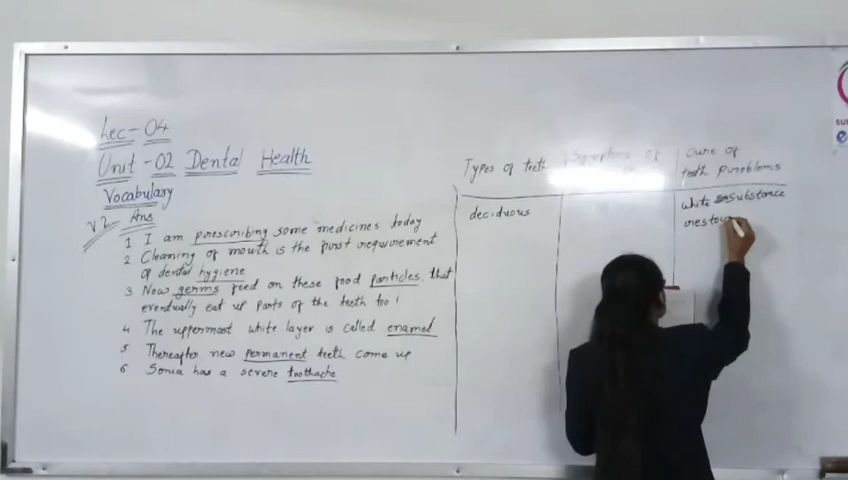 Lec-04
Unit-02 Dental Health
Vocabulary
V2 Ans
1 I am prescribing some medicines today
2 Cleaning of mouth is the first requirement
of dental hygiene
3 Now germs feed on these food particles, that
eventually eat up parts of the teeth too!
4 The uppermost white layer is called enamel
5 Thereafter new permanent teeth come up
6 Sonia has a severe toothache
Types of teeth
Symptoms of
Cure of
teeth problems
deciduous
white substance